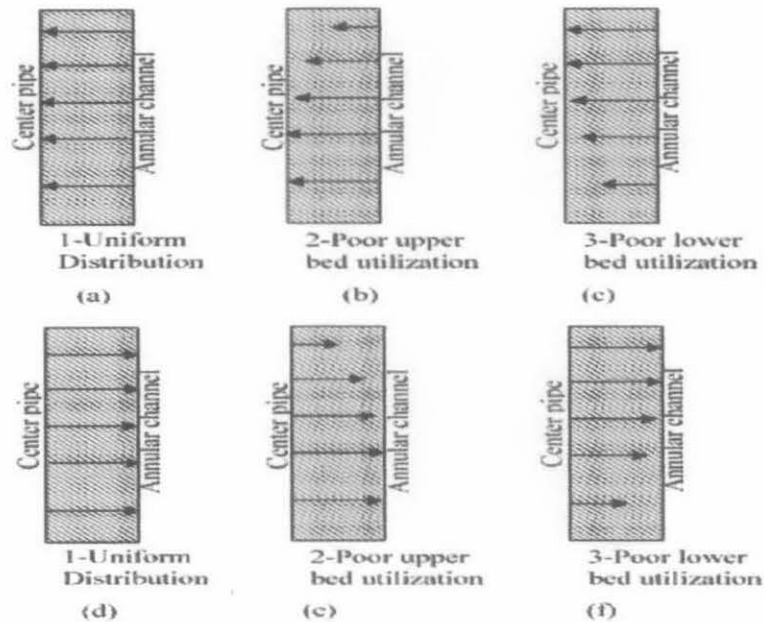 Center pipe
Annular channel
Center pipe
Annular channel
Center pipe
Annular channel
1-Uniform
Distribution
2-Poor upper
bed utilization
3-Poor lower
bed utilization
(a)
(b)
(c)
Center pipe
Annular channel
Center pipe
Annular channel
Center pipe
Annular channel
1-Uniform
Distribution
2-Poor upper
bed utilization
3-Poor lower
bed utilization
(d)
(e)
(f)